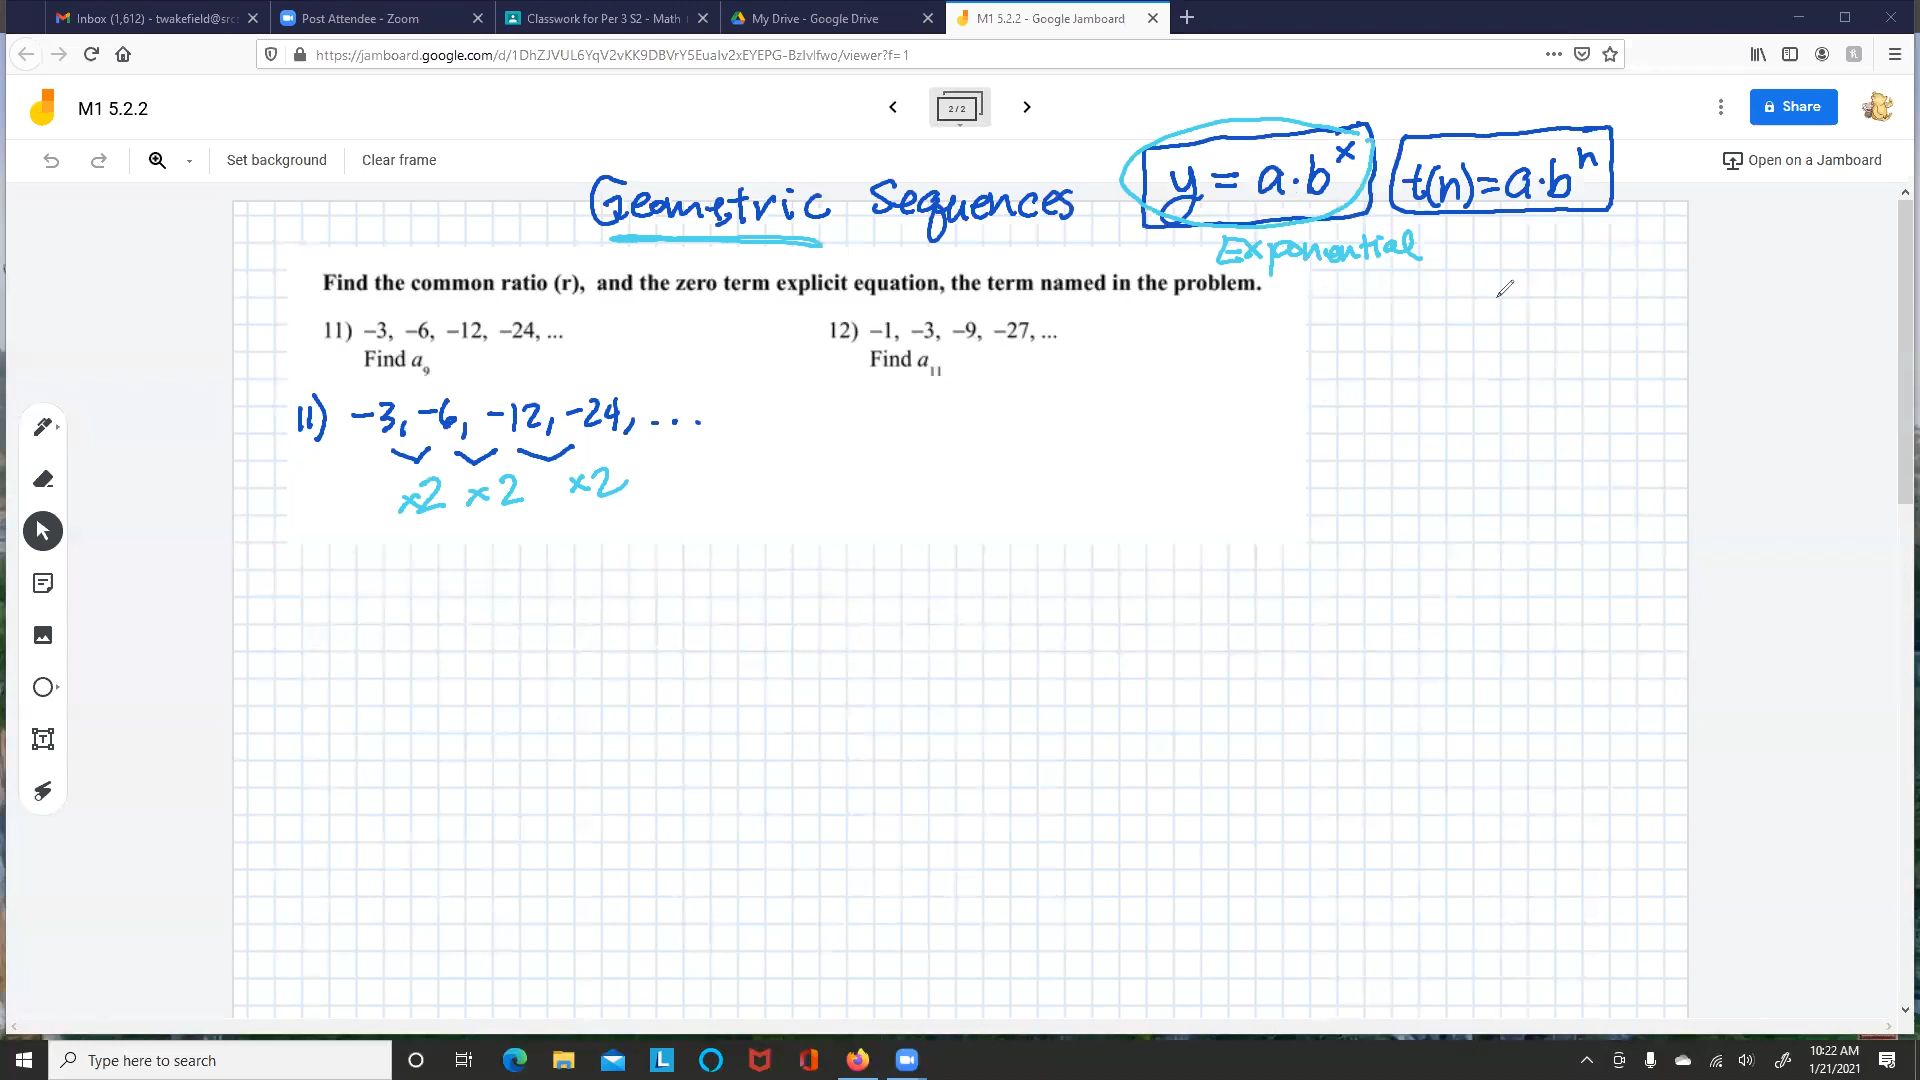 Inbox (1,612) - twakefield@src
Post Attendee - Zoom
Classwork for Per 3 S2 - Math
My Drive - Google Drive
M1 5.2.2 - Google Jamboard
https://jamboard.google.com/d/1DhZJVUL6YqV2vKK9DBVrY5EuaIv2xEYEPG-BzIvIfwo/viewer?f=1
M1 5.2.2
2 / 2
Share
Set background
Clear frame
Open on a Jamboard
Geometric Sequences
y = a·b^x
t(n)=a·b^n
Exponential
Find the common ratio (r), and the zero term explicit equation, the term named in the problem.
11) −3, −6, −12, −24, ...
Find a₉
12) −1, −3, −9, −27, ...
Find a₁₁
11) -3, -6, -12, -24, ...
×2 ×2 ×2
Type here to search
10:22 AM
1/21/2021